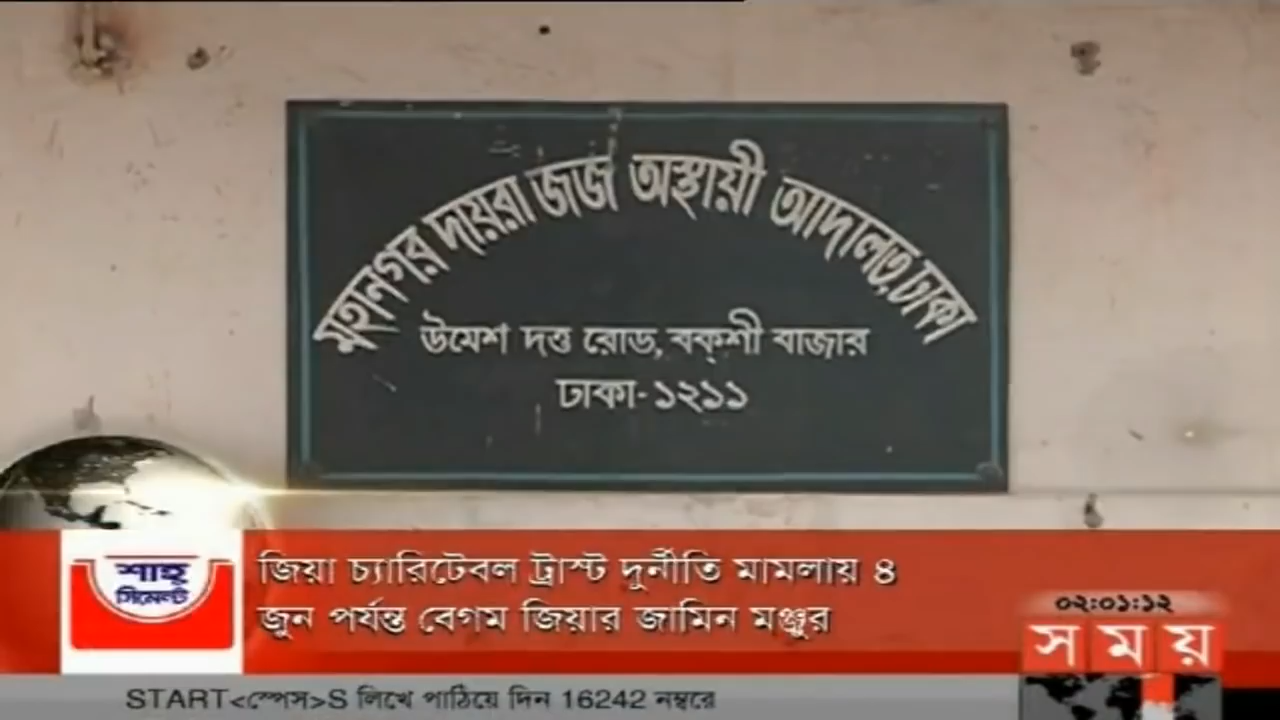 মহানগর দায়রা জজ অস্থায়ী আদালত, ঢাকা
উমেশ দত্ত রোড, বক্‌শী বাজার
ঢাকা-১২১১
শাহ্
সিমেন্ট
জিয়া চ্যারিটেবল ট্রাস্ট দুর্নীতি মামলায় ৪
জুন পর্যন্ত বেগম জিয়ার জামিন মঞ্জুর
০২:০১:১২
সময়
START<স্পেস>S লিখে পাঠিয়ে দিন 16242 নম্বরে